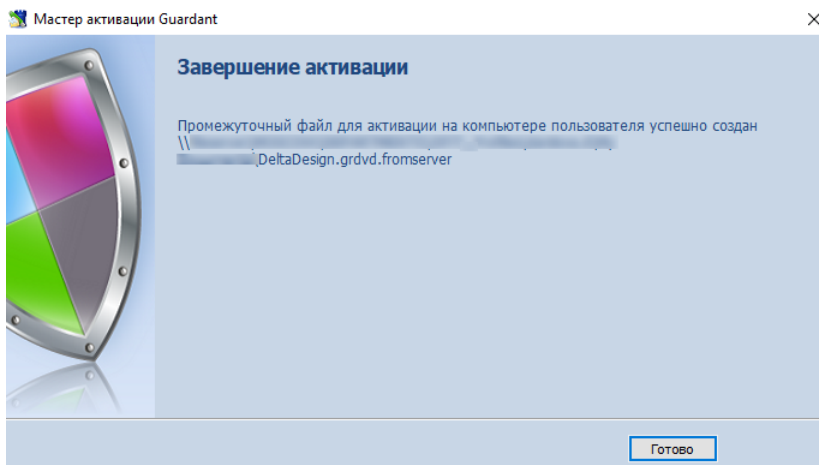 Мастер активации Guardant
Завершение активации
Промежуточный файл для активации на компьютере пользователя успешно создан
\\
\DeltaDesign.grdvd.fromserver
Готово